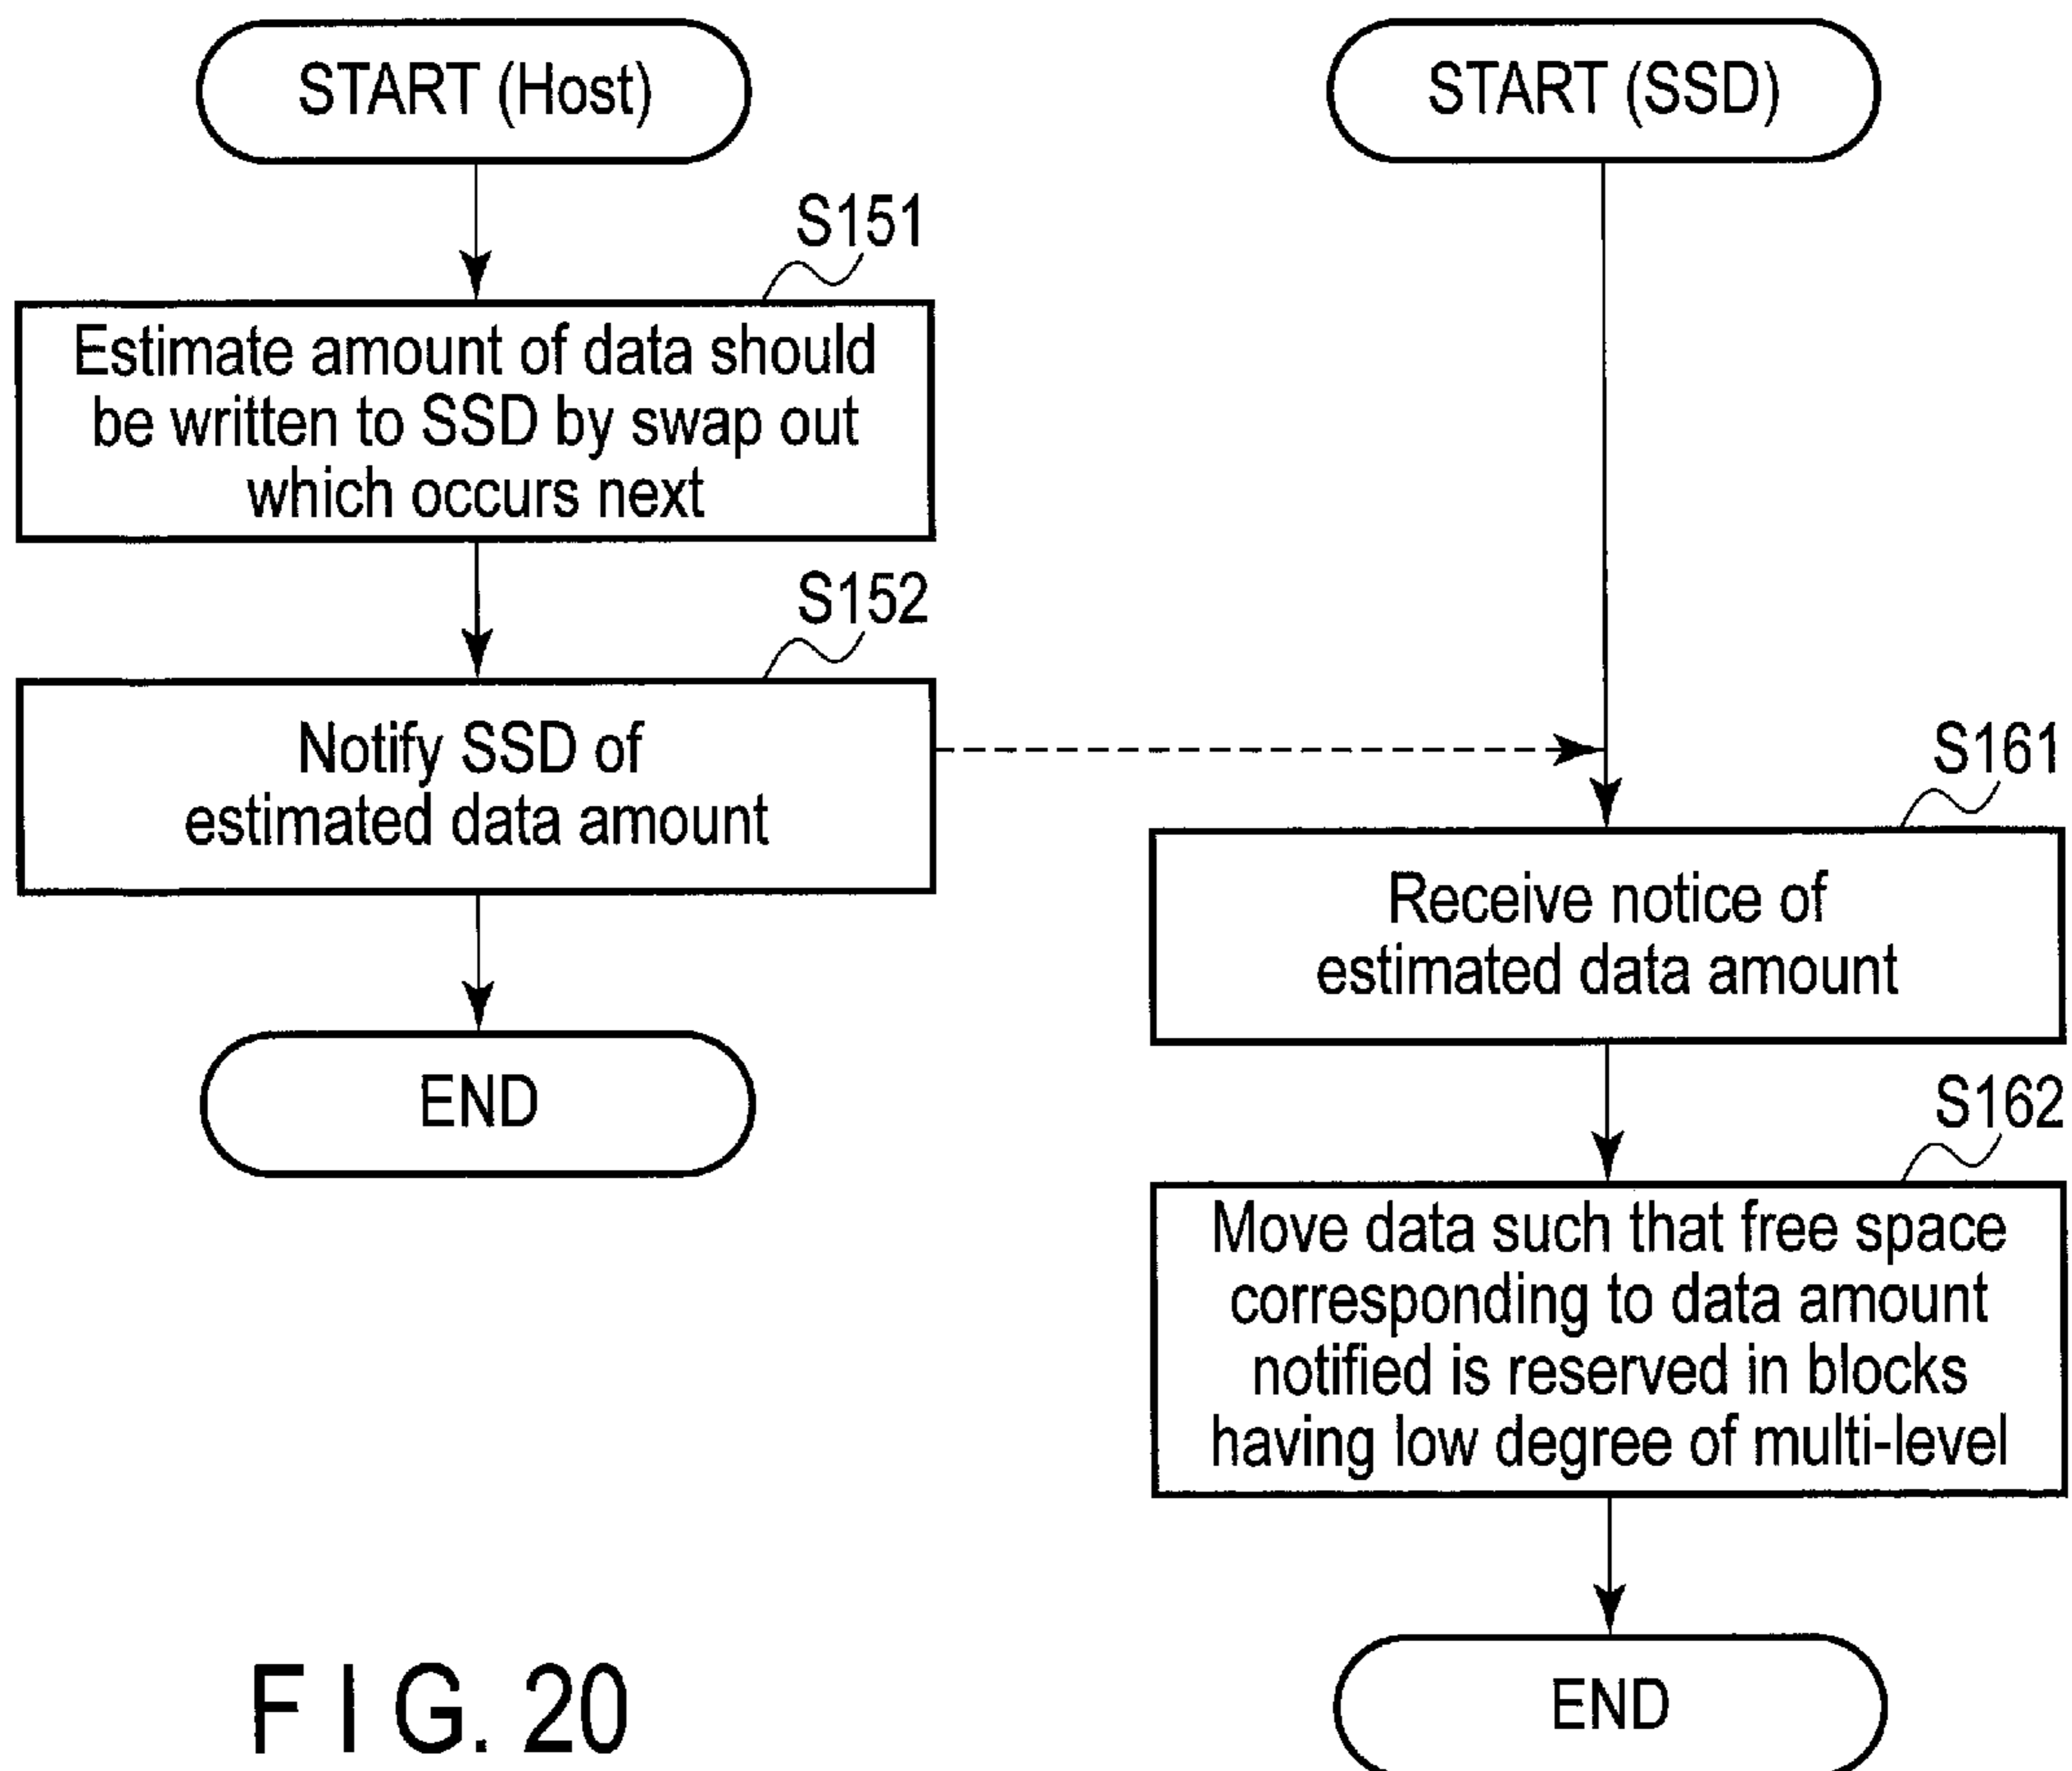 START (Host)
S151
Estimate amount of data should
be written to SSD by swap out
which occurs next
S152
Notify SSD of
estimated data amount
END
START (SSD)
S161
Receive notice of
estimated data amount
S162
Move data such that free space
corresponding to data amount
notified is reserved in blocks
having low degree of multi-level
END
FIG. 20